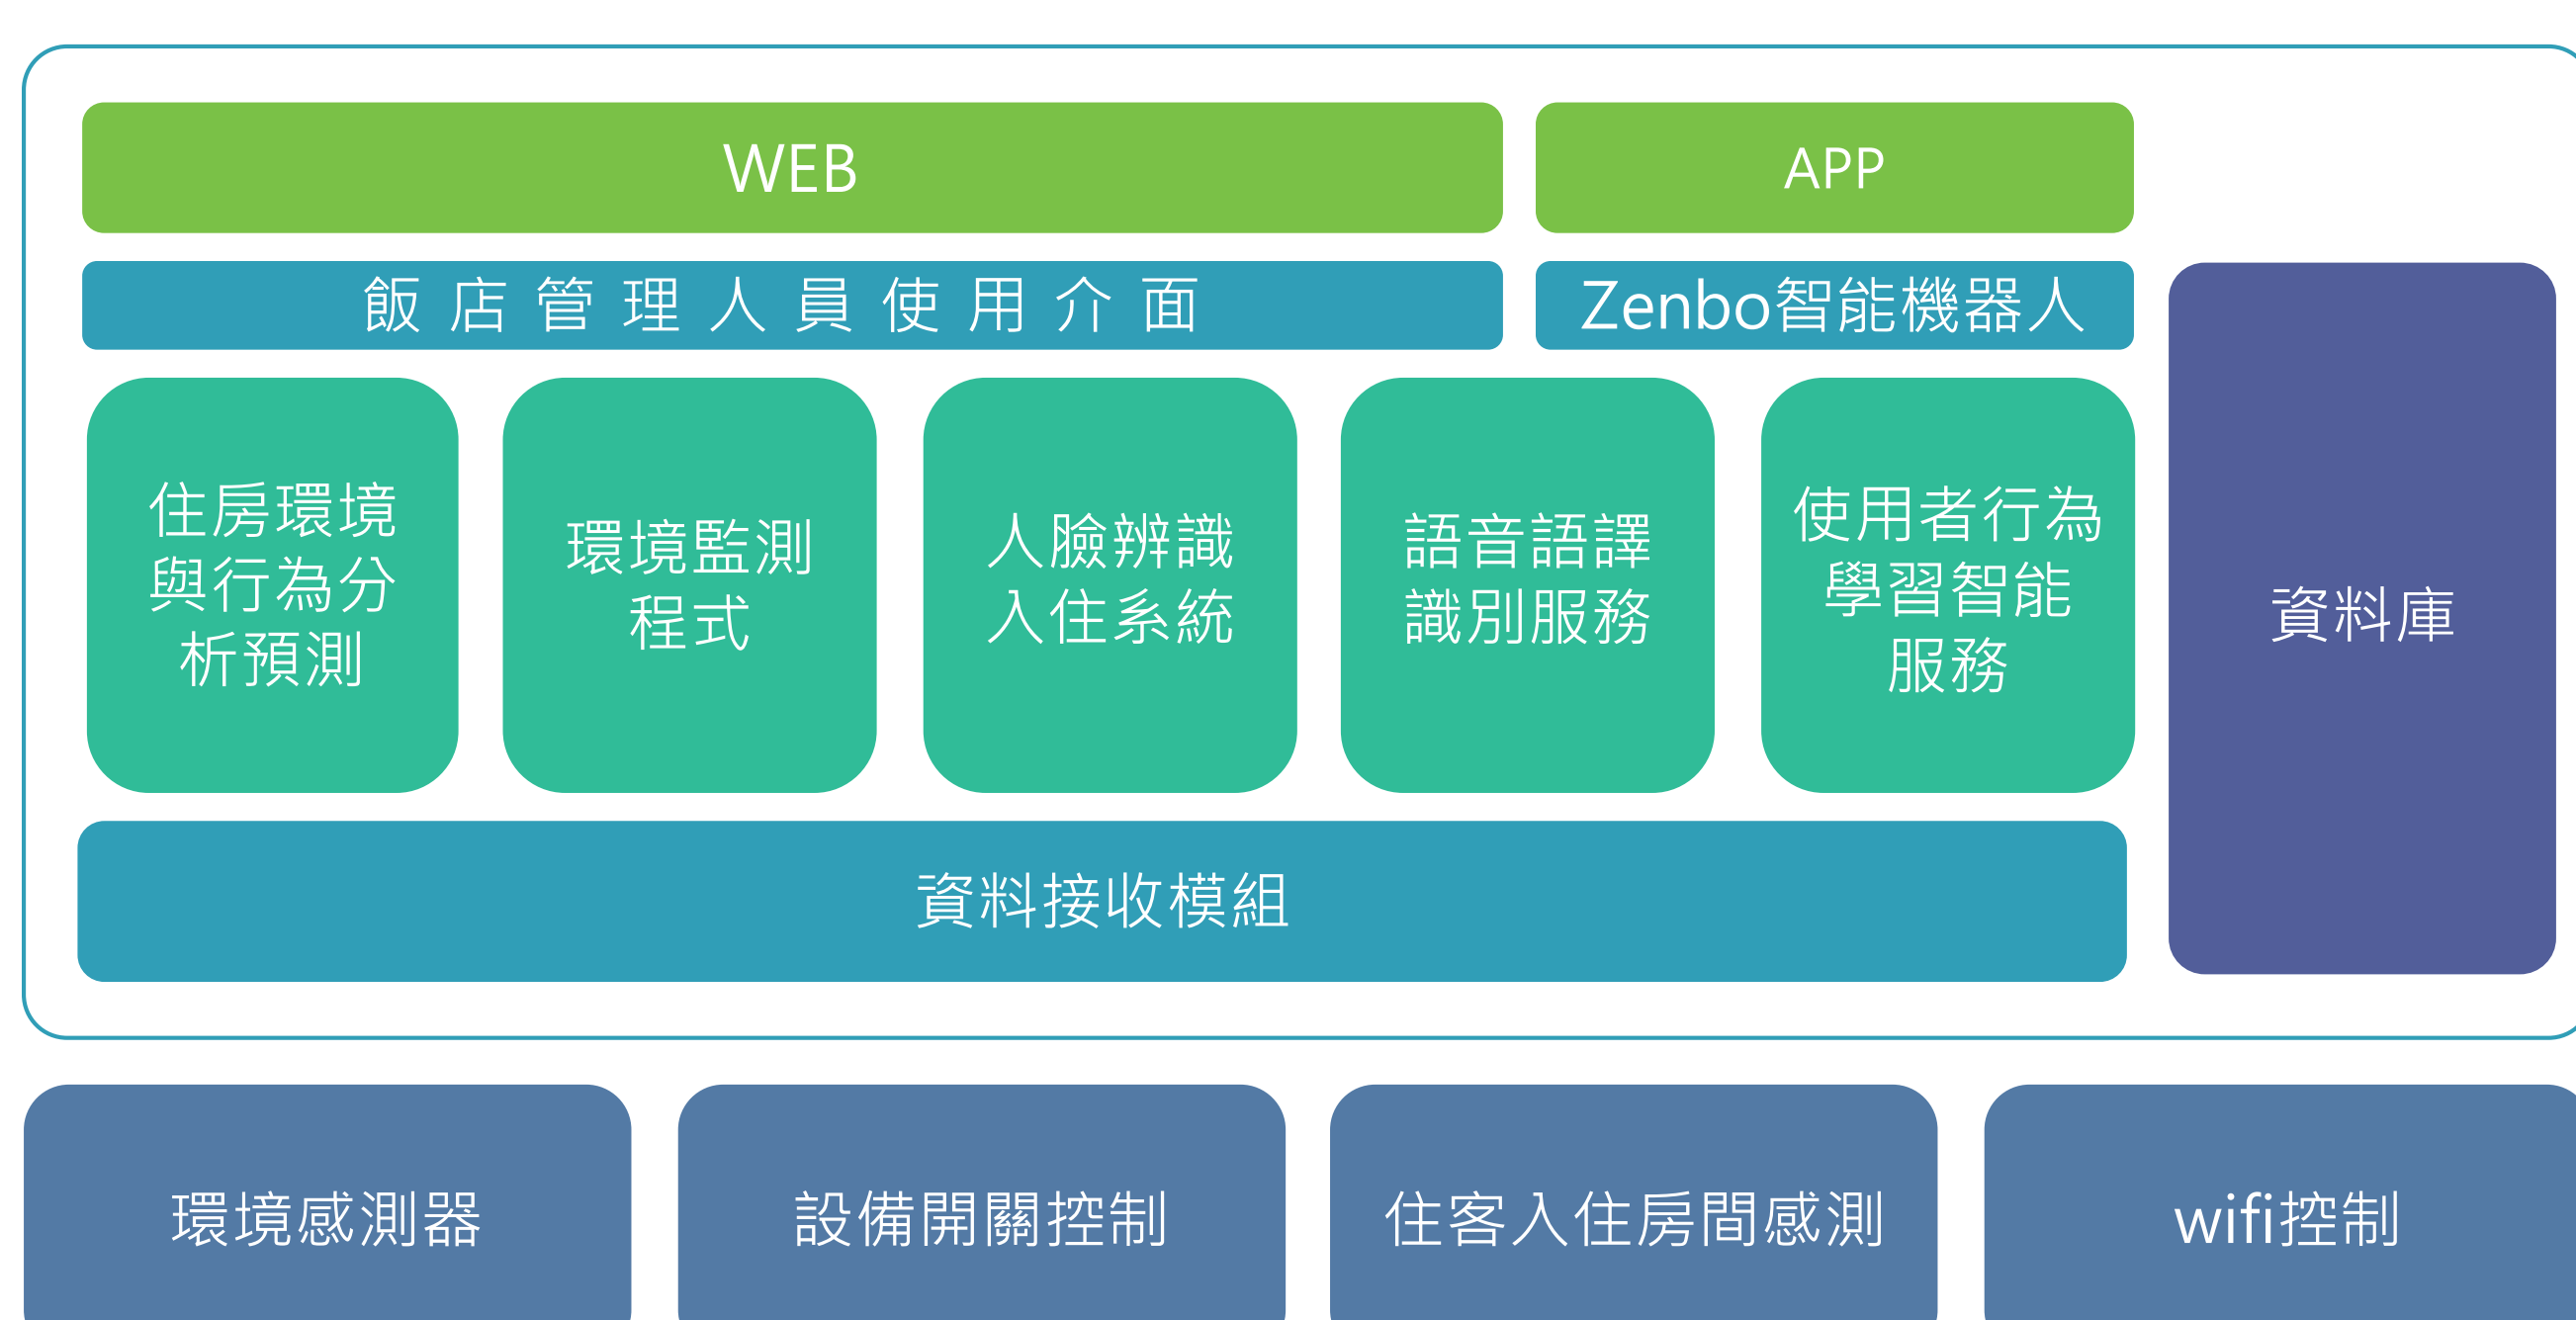 WEB
APP
飯店管理人員使用介面
Zenbo智能機器人
住房環境
與行為分
析預測
環境監測
程式
人臉辨識
入住系統
語音語譯
識別服務
使用者行為
學習智能
服務
資料庫
資料接收模組
環境感測器
設備開關控制
住客入住房間感測
wifi控制